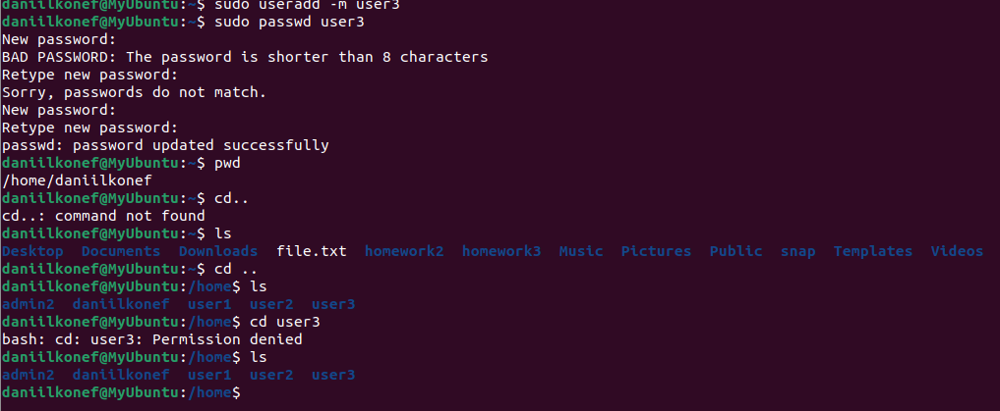 daniilkonef@MyUbuntu:~$ sudo useradd -m user3
daniilkonef@MyUbuntu:~$ sudo passwd user3
New password:
BAD PASSWORD: The password is shorter than 8 characters
Retype new password:
Sorry, passwords do not match.
New password:
Retype new password:
passwd: password updated successfully
daniilkonef@MyUbuntu:~$ pwd
/home/daniilkonef
daniilkonef@MyUbuntu:~$ cd..
cd..: command not found
daniilkonef@MyUbuntu:~$ ls
Desktop  Documents  Downloads  file.txt  homework2  homework3  Music  Pictures  Public  snap  Templates  Videos
daniilkonef@MyUbuntu:~$ cd ..
daniilkonef@MyUbuntu:/home$ ls
admin2  daniilkonef  user1  user2  user3
daniilkonef@MyUbuntu:/home$ cd user3
bash: cd: user3: Permission denied
daniilkonef@MyUbuntu:/home$ ls
admin2  daniilkonef  user1  user2  user3
daniilkonef@MyUbuntu:/home$